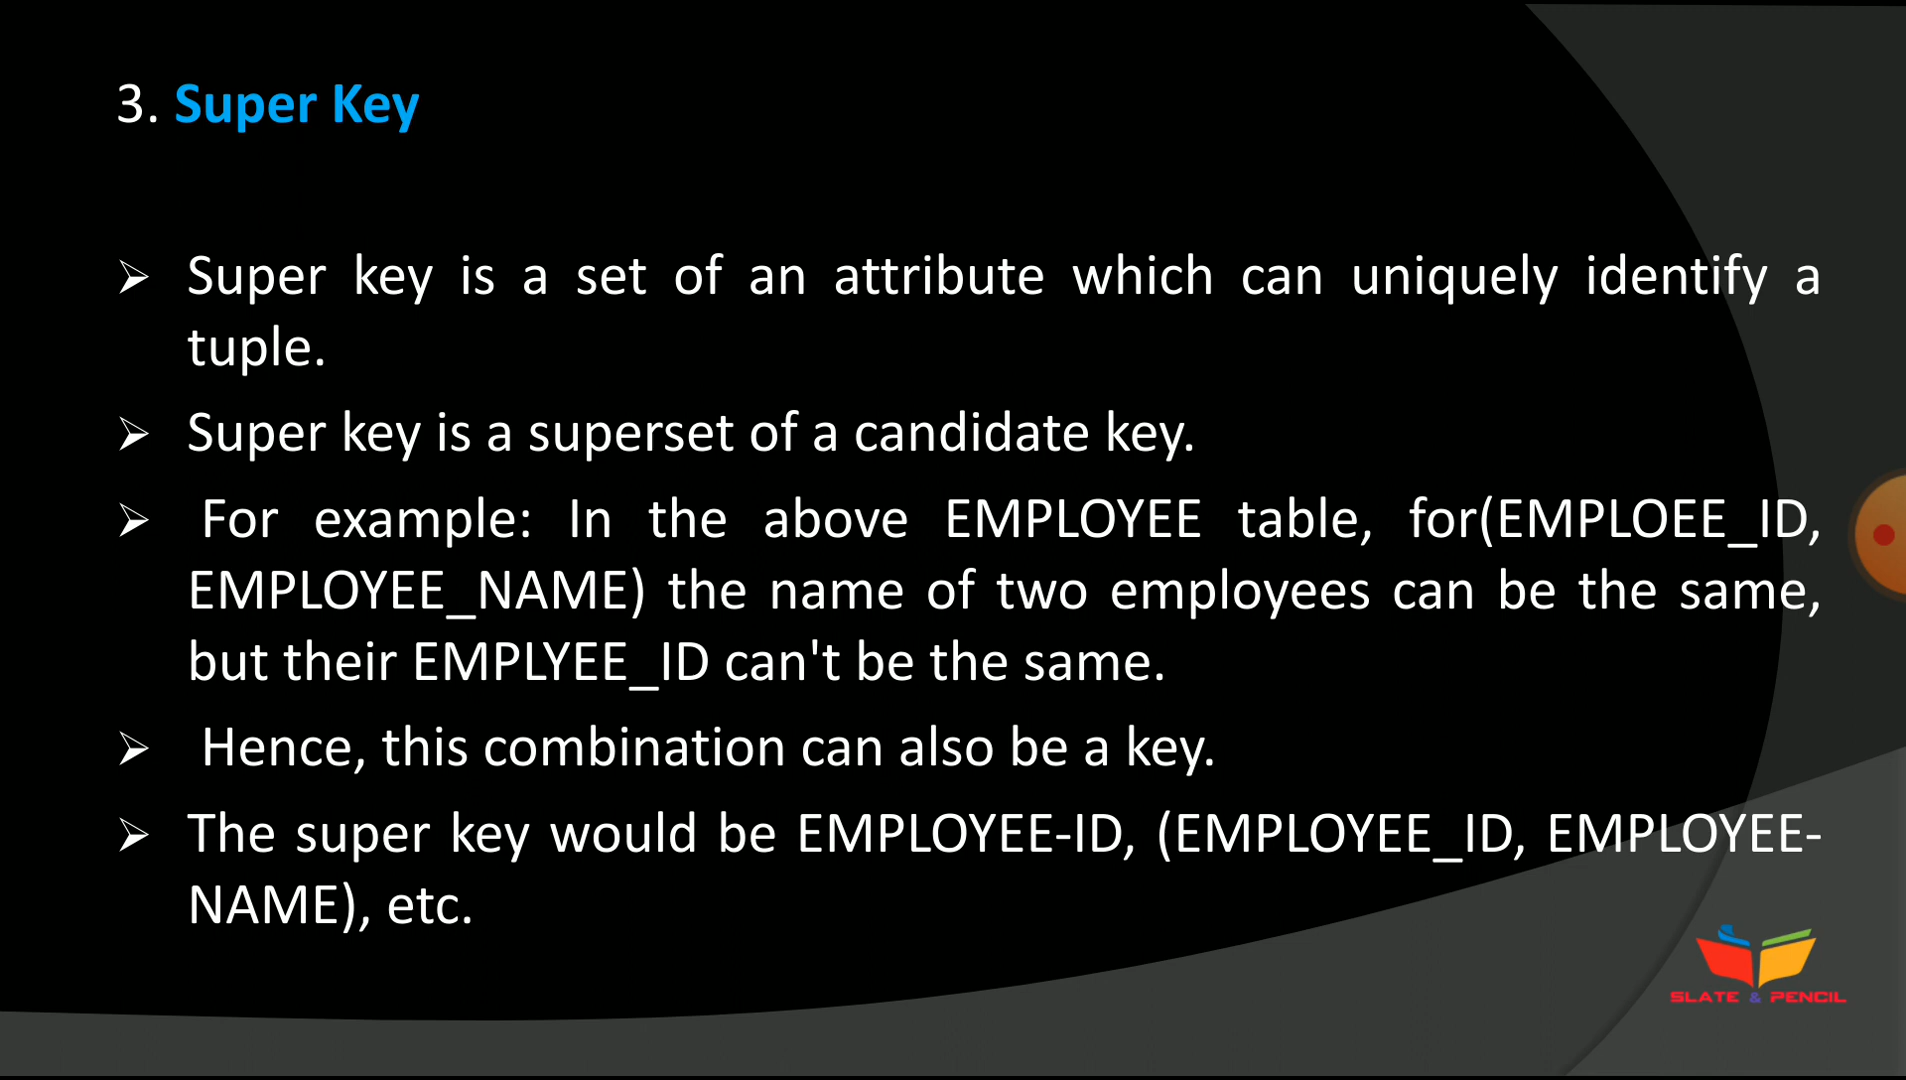 3. Super Key
➢ Super key is a set of an attribute which can uniquely identify a
tuple.
➢ Super key is a superset of a candidate key.
➢ For example: In the above EMPLOYEE table, for(EMPLOEE_ID,
EMPLOYEE_NAME) the name of two employees can be the same,
but their EMPLYEE_ID can't be the same.
➢ Hence, this combination can also be a key.
➢ The super key would be EMPLOYEE-ID, (EMPLOYEE_ID, EMPLOYEE-
NAME), etc.
SLATE & PENCIL